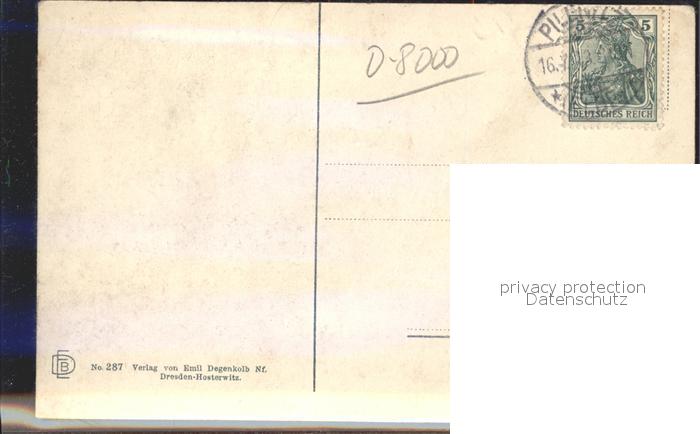 D-8000
5 5
DEUTSCHES REICH
16.
privacy protection
Datenschutz
No. 287 Verlag von Emil Degenkolb Nf.
Dresden-Hosterwitz.